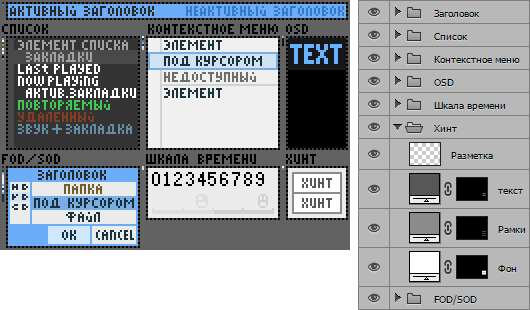 АКТИВНЫЙ ЗАГОЛОВОК НЕАКТИВНЫЙ ЗАГОЛОВОК
СПИСОК КОНТЕКСТНОЕ МЕНЮ OSD
ЭЛЕМЕНТ СПИСКА
ЗАКЛАДКИ
LAST PLAYED
NOW PLAYING
АКТИВ.ЗАКЛАДКИ
ПОВТОРЯЕМЫЙ
УДАЛЕННЫЙ
ЗВУК+ЗАКЛАДКА
ЭЛЕМЕНТ
ПОД КУРСОРОМ
НЕДОСТУПНЫЙ
ЭЛЕМЕНТ
TEXT
FOD/SOD ШКАЛА ВРЕМЕНИ ХИНТ
ЗАГОЛОВОК
ПАПКА
ПОД КУРСОРОМ
ФАЙЛ
OK CANCEL
0123456789
ХИНТ
ХИНТ
Заголовок
Список
Контекстное меню
OSD
Шкала времени
Хинт
Разметка
текст
Рамки
Фон
FOD/SOD